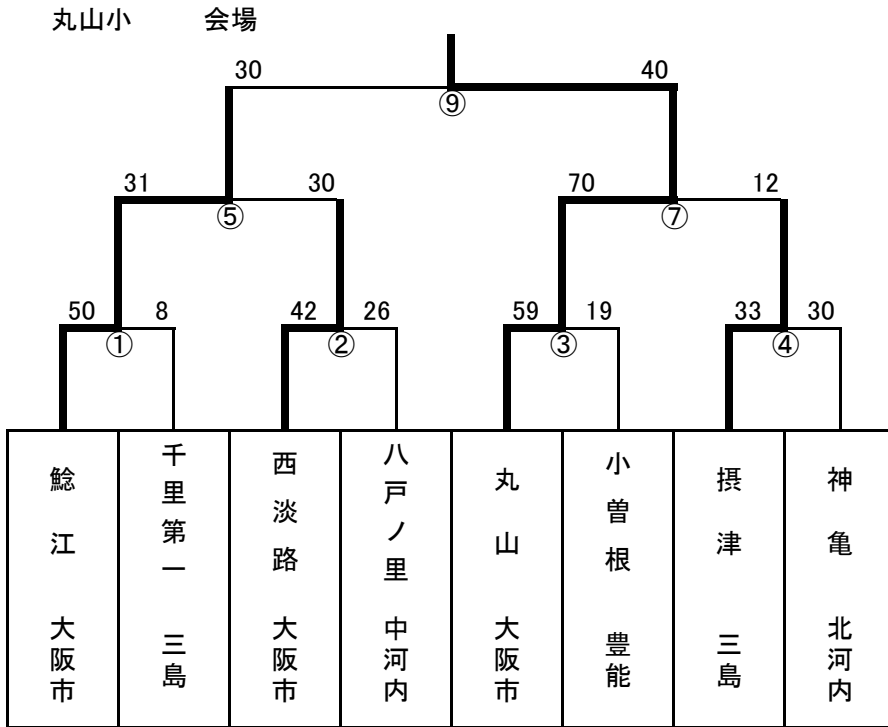 丸山小 会場
30 40
⑨
31 30 70 12
⑤ ⑦
50 8 42 26 59 19 33 30
① ② ③ ④
鯰江 大阪市
千里第一 三島
西淡路 大阪市
八戸ノ里 中河内
丸山 大阪市
小曽根 豊能
摂津 三島
神亀 北河内